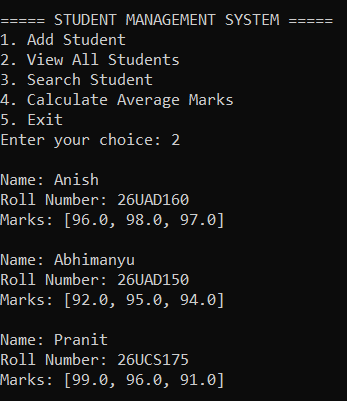 ===== STUDENT MANAGEMENT SYSTEM =====
1. Add Student
2. View All Students
3. Search Student
4. Calculate Average Marks
5. Exit
Enter your choice: 2
Name: Anish
Roll Number: 26UAD160
Marks: [96.0, 98.0, 97.0]
Name: Abhimanyu
Roll Number: 26UAD150
Marks: [92.0, 95.0, 94.0]
Name: Pranit
Roll Number: 26UCS175
Marks: [99.0, 96.0, 91.0]